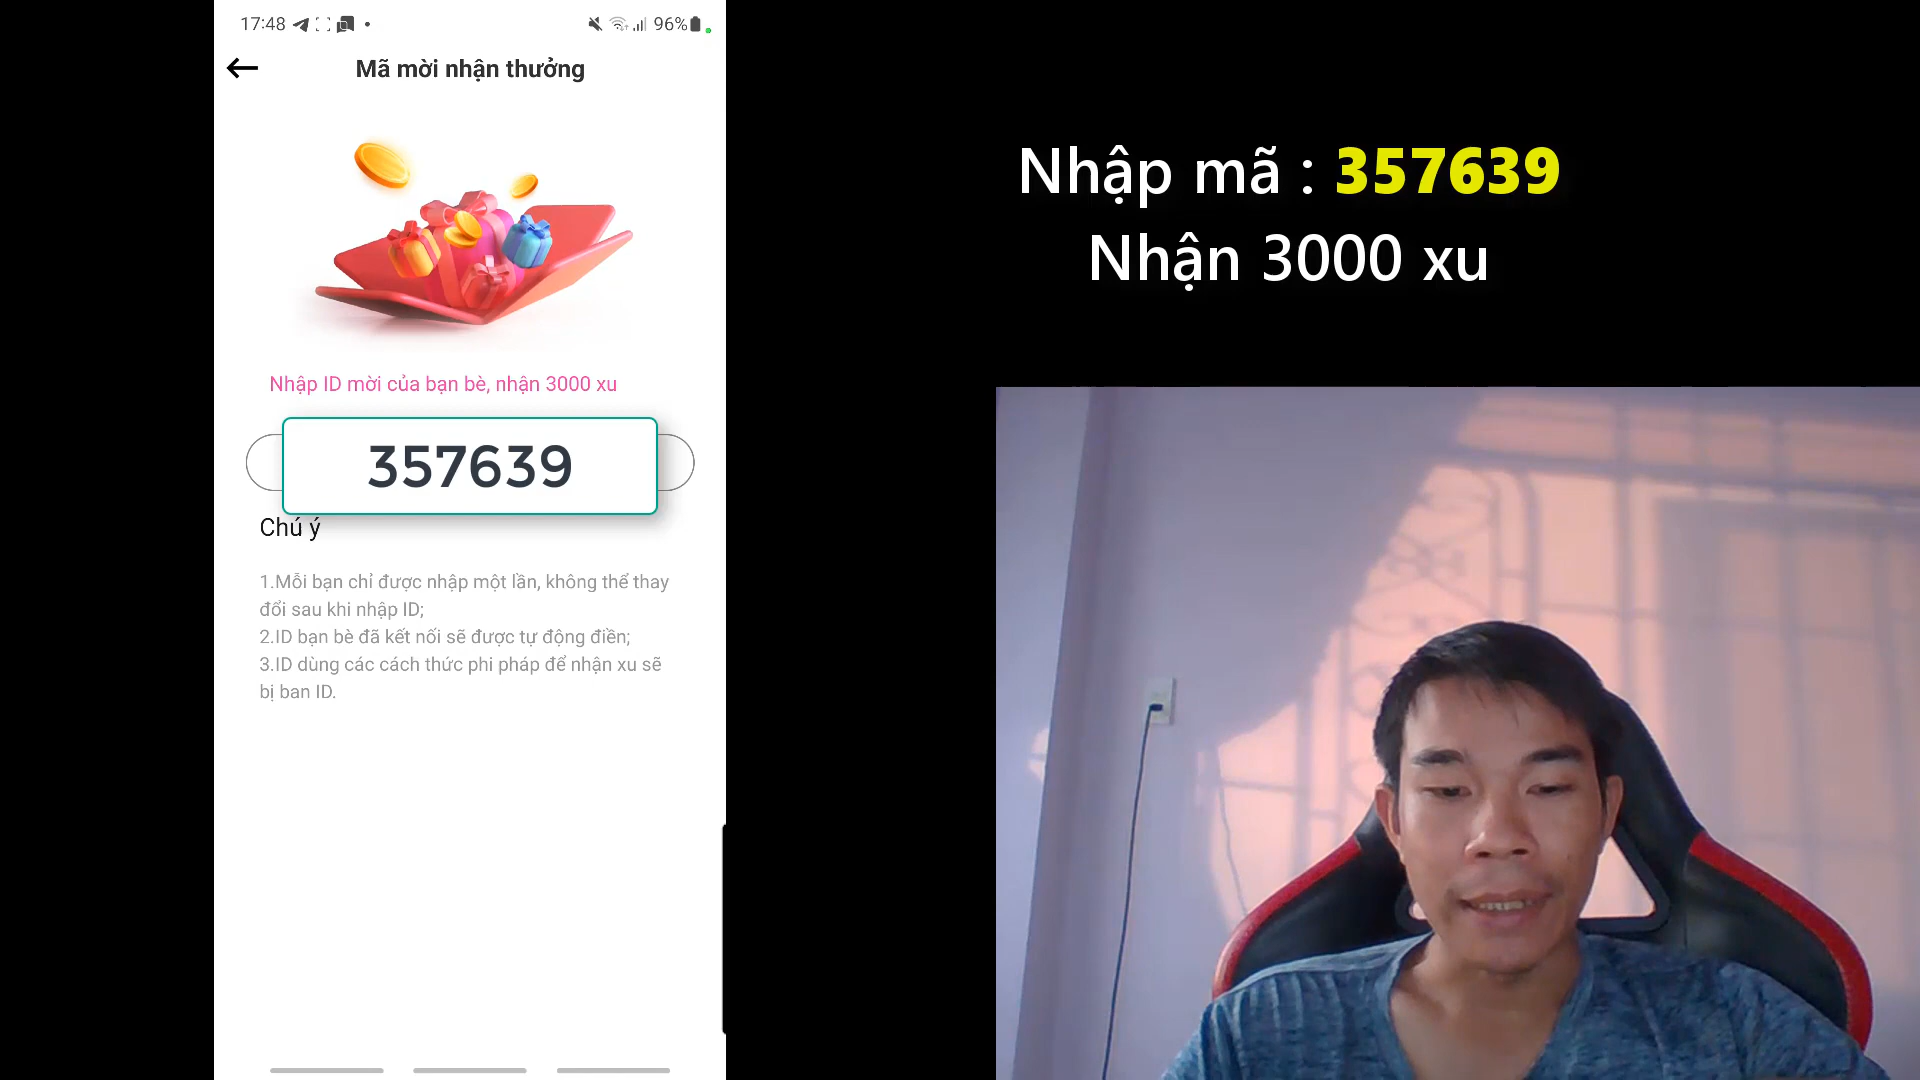 17:48
96%
Mã mời nhận thưởng
Nhập ID mời của bạn bè, nhận 3000 xu
357639
Chú ý
1.Mỗi bạn chỉ được nhập một lần, không thể thay
đổi sau khi nhập ID;
2.ID bạn bè đã kết nối sẽ được tự động điền;
3.ID dùng các cách thức phi pháp để nhận xu sẽ
bị ban ID.
Nhập mã : 357639
Nhận 3000 xu